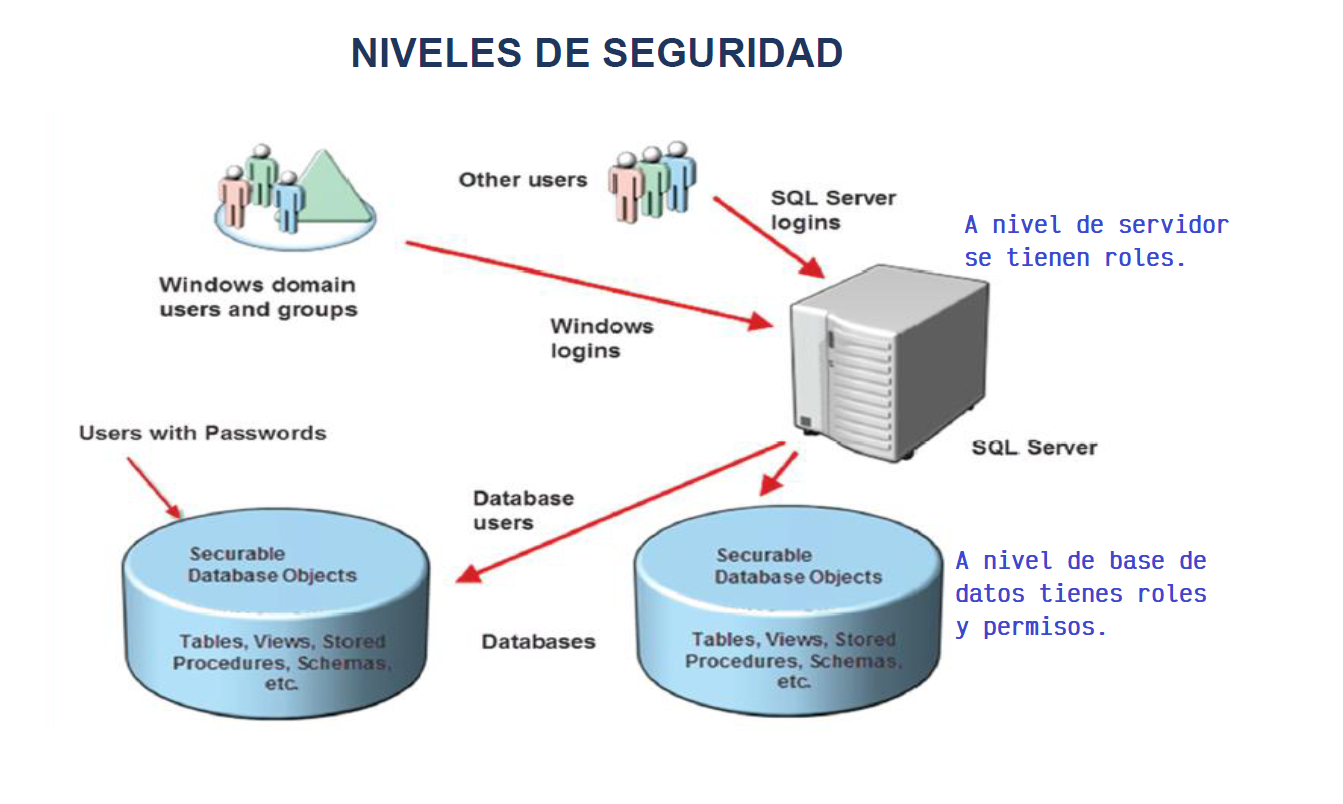 NIVELES DE SEGURIDAD
Other users
SQL Server
logins
A nivel de servidor
se tienen roles.
Windows domain
users and groups
Windows
logins
Users with Passwords
SQL Server
Database
users
Securable
Database Objects
Tables, Views, Stored
Procedures, Schemas,
etc.
Databases
Securable
Database Objects
Tables, Views, Stored
Procedures, Schemas,
etc.
A nivel de base de
datos tienes roles
y permisos.